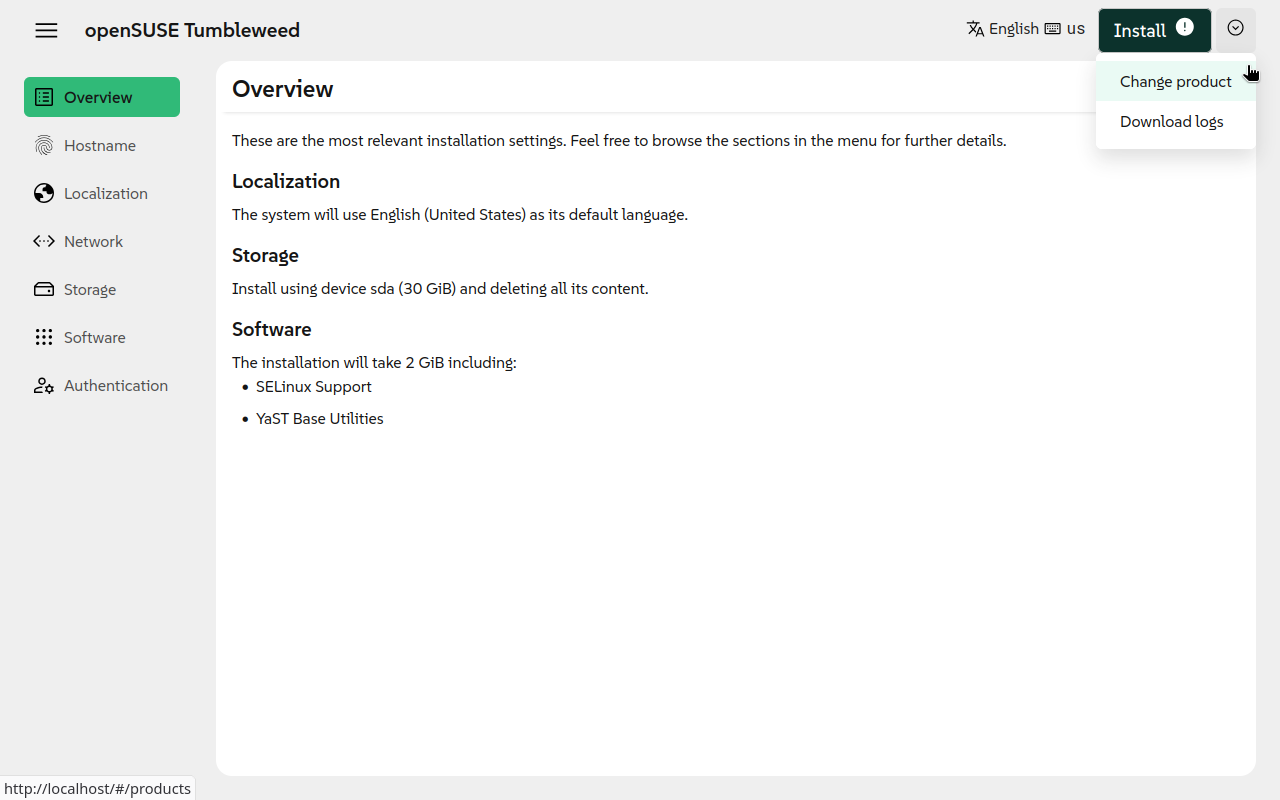 openSUSE Tumbleweed
English us
Install
Change product
Download logs
Overview
Hostname
Localization
Network
Storage
Software
Authentication
Overview
These are the most relevant installation settings. Feel free to browse the sections in the menu for further details.
Localization
The system will use English (United States) as its default language.
Storage
Install using device sda (30 GiB) and deleting all its content.
Software
The installation will take 2 GiB including:
SELinux Support
YaST Base Utilities
http://localhost/#/products